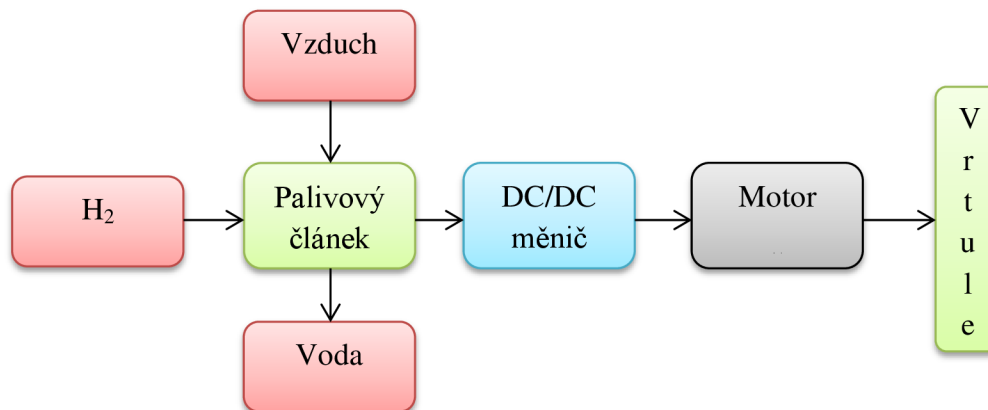 Vzduch
H₂
Palivový
článek
DC/DC
měnič
Motor
V
r
t
u
l
e
Voda